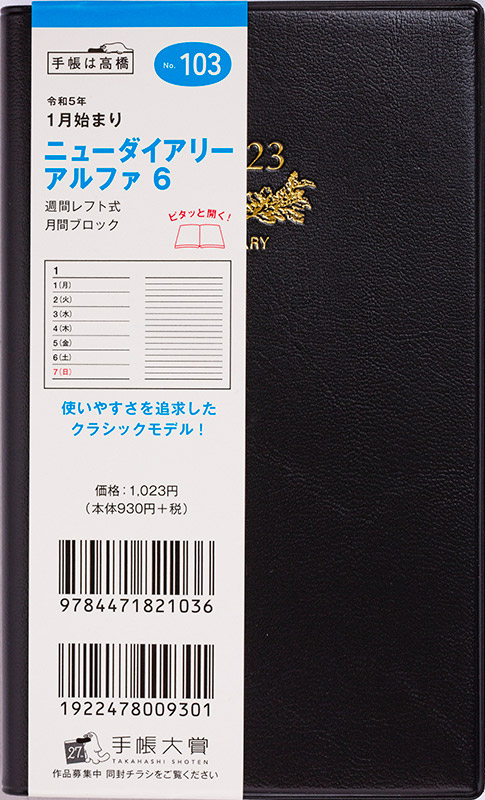 手帳は高橋
No. 103
令和5年
1月始まり
ニューダイアリー
アルファ 6
週間レフト式
月間ブロック
ピタッと開く!
1
1(月)
2(火)
3(水)
4(木)
5(金)
6(土)
7(日)
使いやすさを追求した
クラシックモデル!
価格:1,023円
(本体930円+税)
9784471821036
1922478009301
27.
手帳大賞
TAKAHASHI SHOTEN
作品募集中 同封チラシをご覧ください
23
ARY